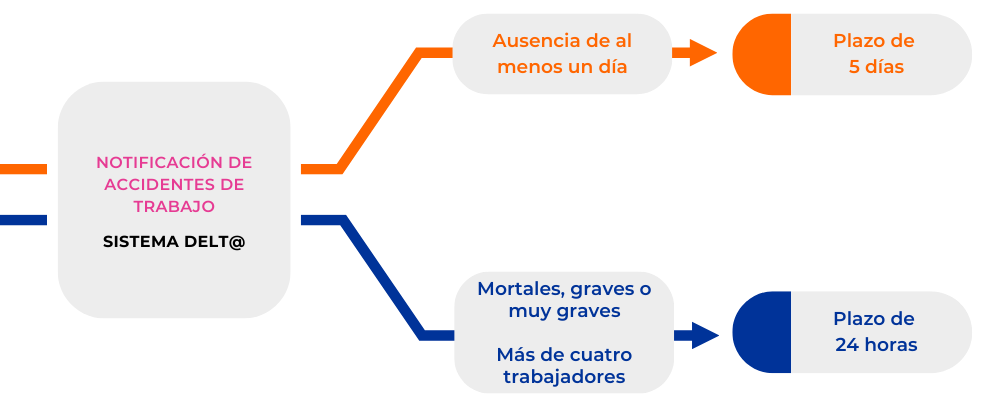 NOTIFICACIÓN DE
ACCIDENTES DE
TRABAJO
SISTEMA DELT@
Ausencia de al
menos un día
Plazo de
5 días
Mortales, graves o
muy graves
Más de cuatro
trabajadores
Plazo de
24 horas